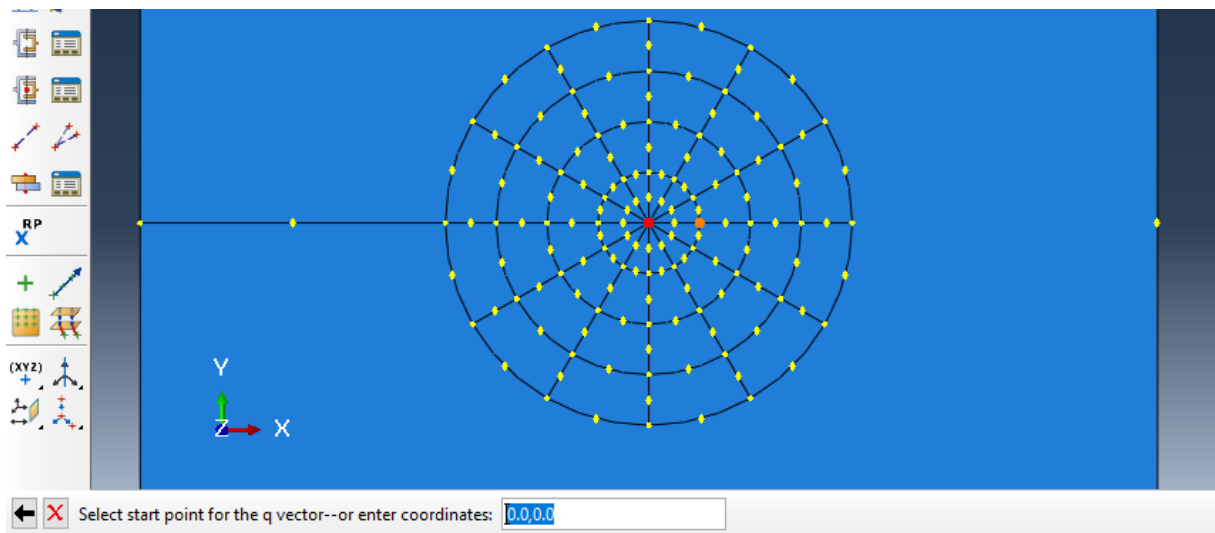 RP
X
(XYZ)
Y
Z
X
Select start point for the q vector--or enter coordinates: 0.0,0.0